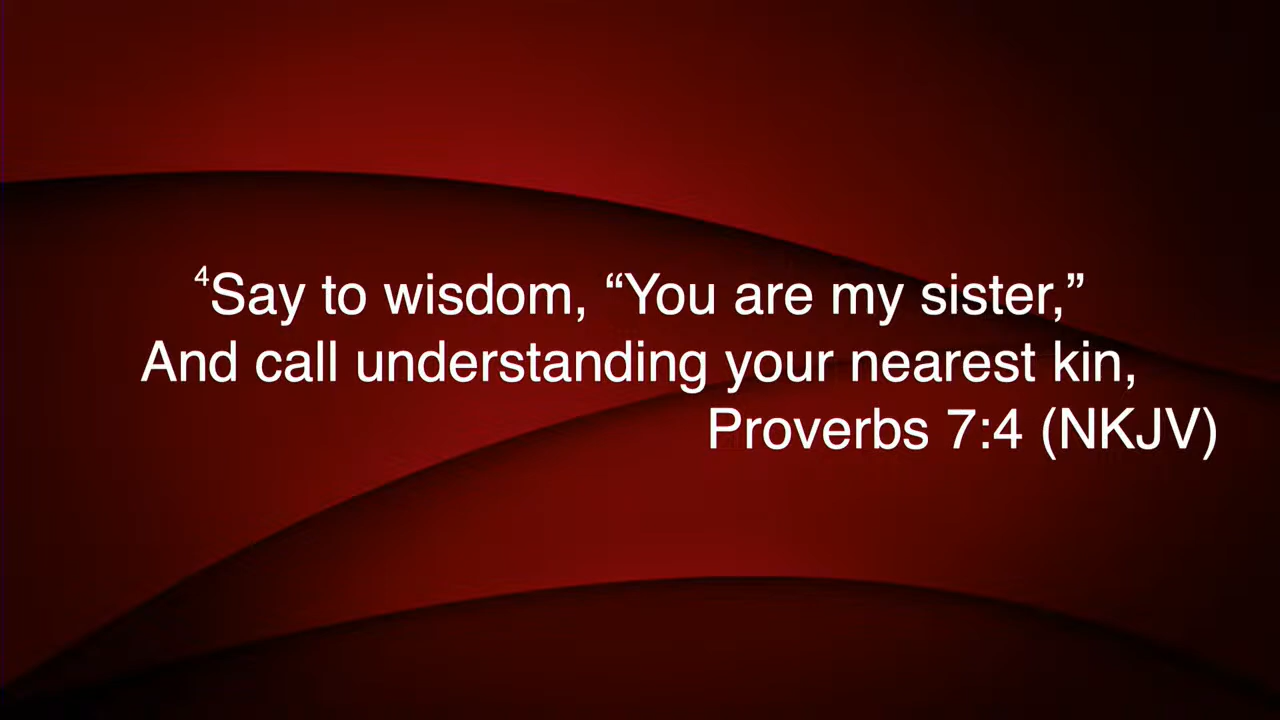 ⁴Say to wisdom, “You are my sister,”
And call understanding your nearest kin,
Proverbs 7:4 (NKJV)